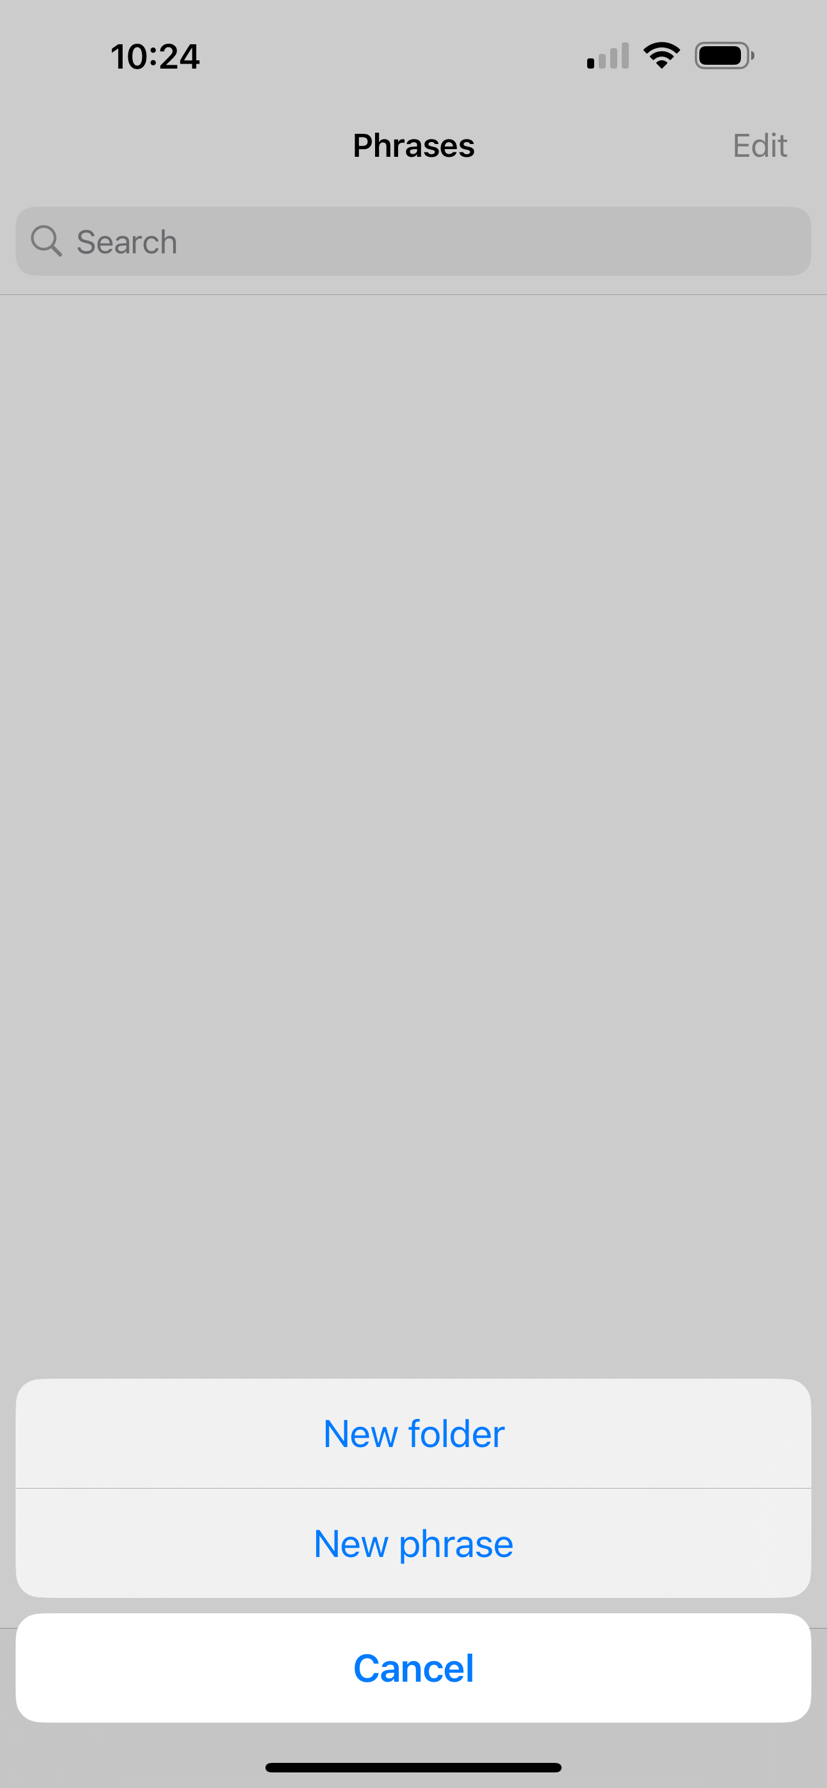 10:24
Phrases
Edit
Search
New folder
New phrase
Cancel